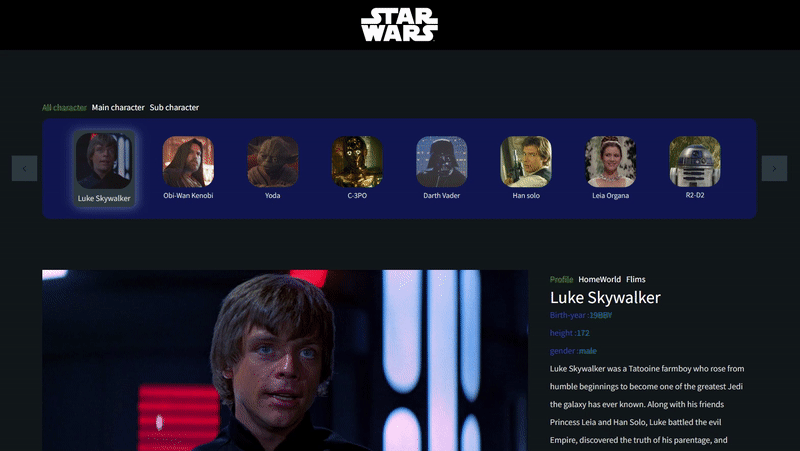 STAR
WARS
All character Main character Sub character
Luke Skywalker
Obi-Wan Kenobi
Yoda
C-3PO
Darth Vader
Han solo
Leia Organa
R2-D2
Profile HomeWorld Flims
Luke Skywalker
Birth-year :19BBY
height :172
gender :male
Luke Skywalker was a Tatooine farmboy who rose from
humble beginnings to become one of the greatest Jedi
the galaxy has ever known. Along with his friends
Princess Leia and Han Solo, Luke battled the evil
Empire, discovered the truth of his parentage, and